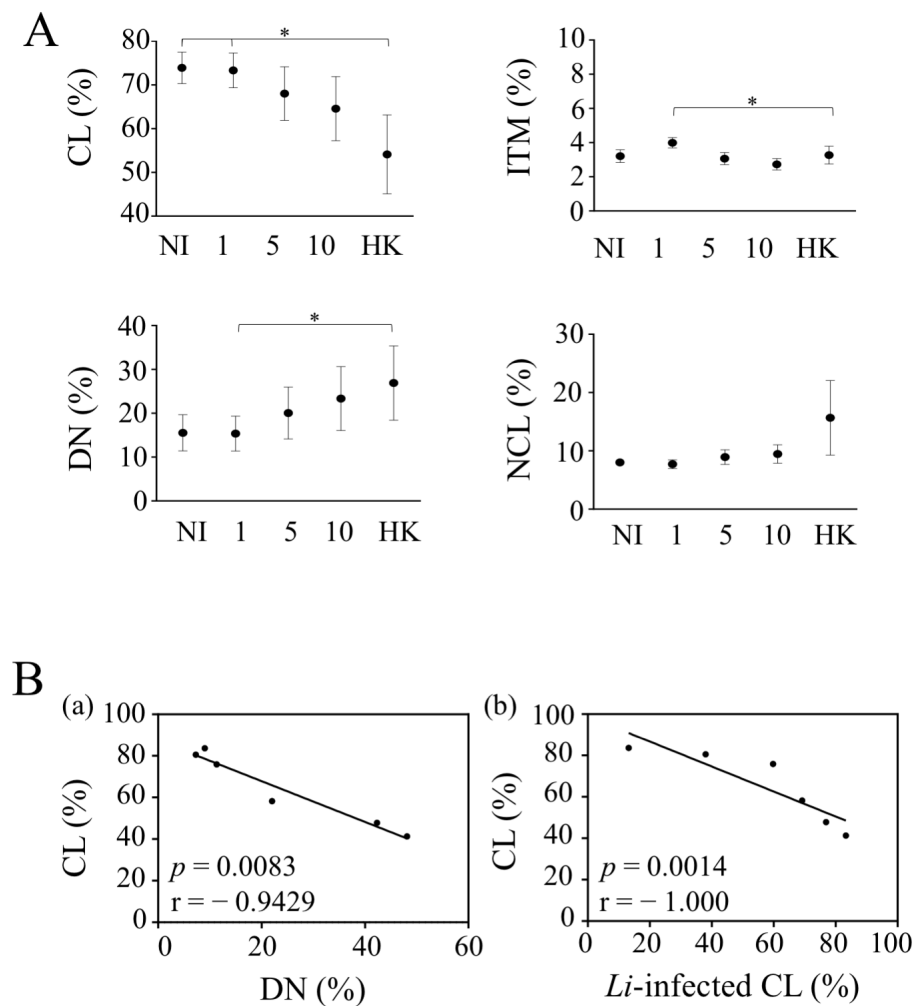 A
CL (%)
80
70
60
50
40
*
NI 1 5 10 HK
ITM (%)
10
8
6
4
2
0
*
NI 1 5 10 HK
DN (%)
40
30
20
10
0
*
NI 1 5 10 HK
NCL (%)
30
20
10
0
NI 1 5 10 HK
B
(a)
CL (%)
100
80
60
40
20
0
p = 0.0083
r = − 0.9429
0 20 40 60
DN (%)
(b)
CL (%)
100
80
60
40
20
0
p = 0.0014
r = − 1.000
0 20 40 60 80 100
Li-infected CL (%)